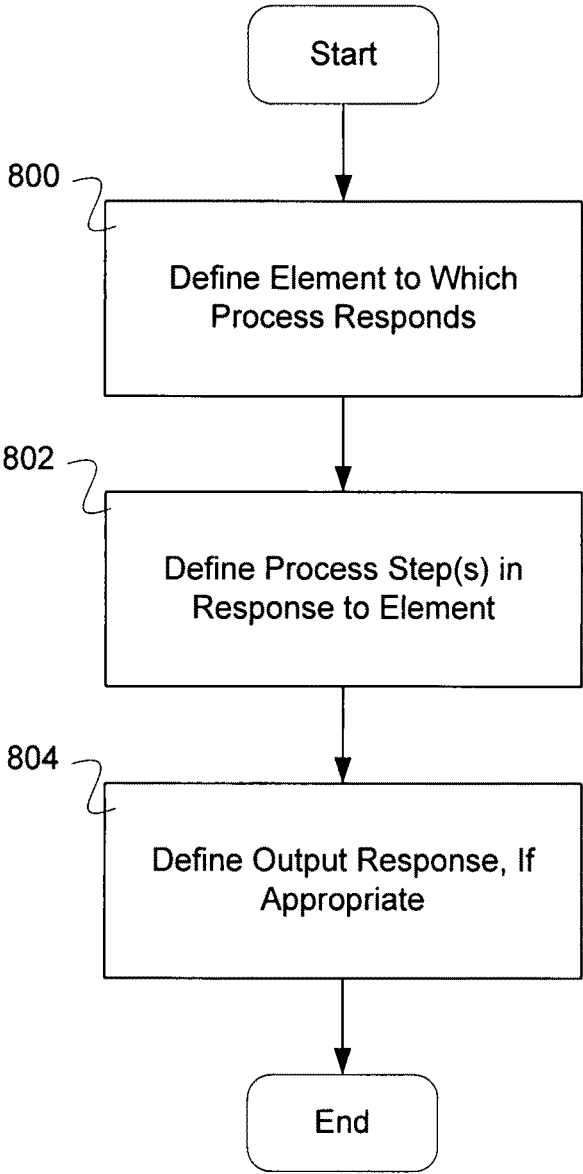 Start
800
Define Element to Which
Process Responds
802
Define Process Step(s) in
Response to Element
804
Define Output Response, If
Appropriate
End